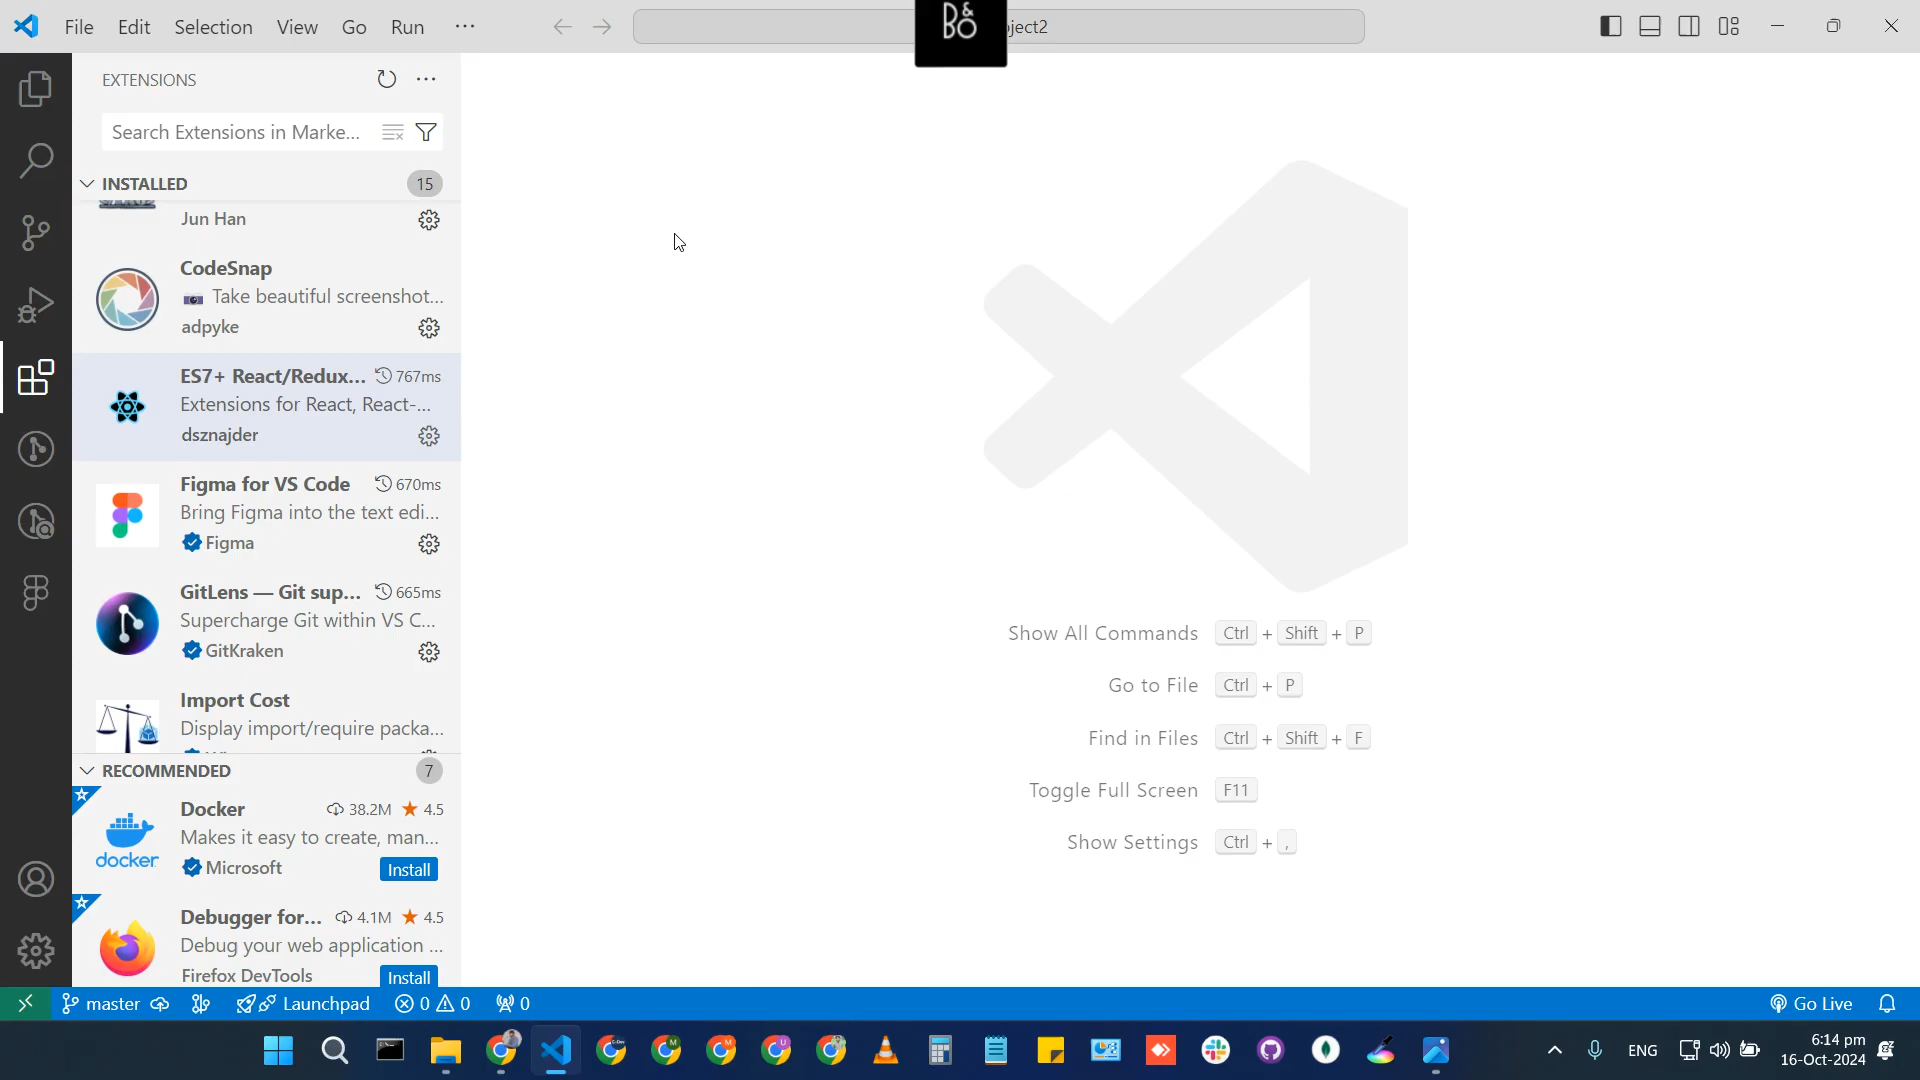 File Edit Selection View Go Run ···
B&O
ject2
EXTENSIONS
Search Extensions in Marke...
INSTALLED 15
Jun Han
CodeSnap
Take beautiful screenshot...
adpyke
ES7+ React/Redux... 767ms
Extensions for React, React-...
dsznajder
Figma for VS Code 670ms
Bring Figma into the text edi...
Figma
GitLens — Git sup... 665ms
Supercharge Git within VS C...
GitKraken
Import Cost
Display import/require packa...
RECOMMENDED 7
Docker 38.2M 4.5
Makes it easy to create, man...
docker
Microsoft Install
Debugger for... 4.1M 4.5
Debug your web application ...
Firefox DevTools Install
Show All Commands Ctrl + Shift + P
Go to File Ctrl + P
Find in Files Ctrl + Shift + F
Toggle Full Screen F11
Show Settings Ctrl + ,
master Launchpad 0 0 0 Go Live
ENG 6:14 pm
16-Oct-2024